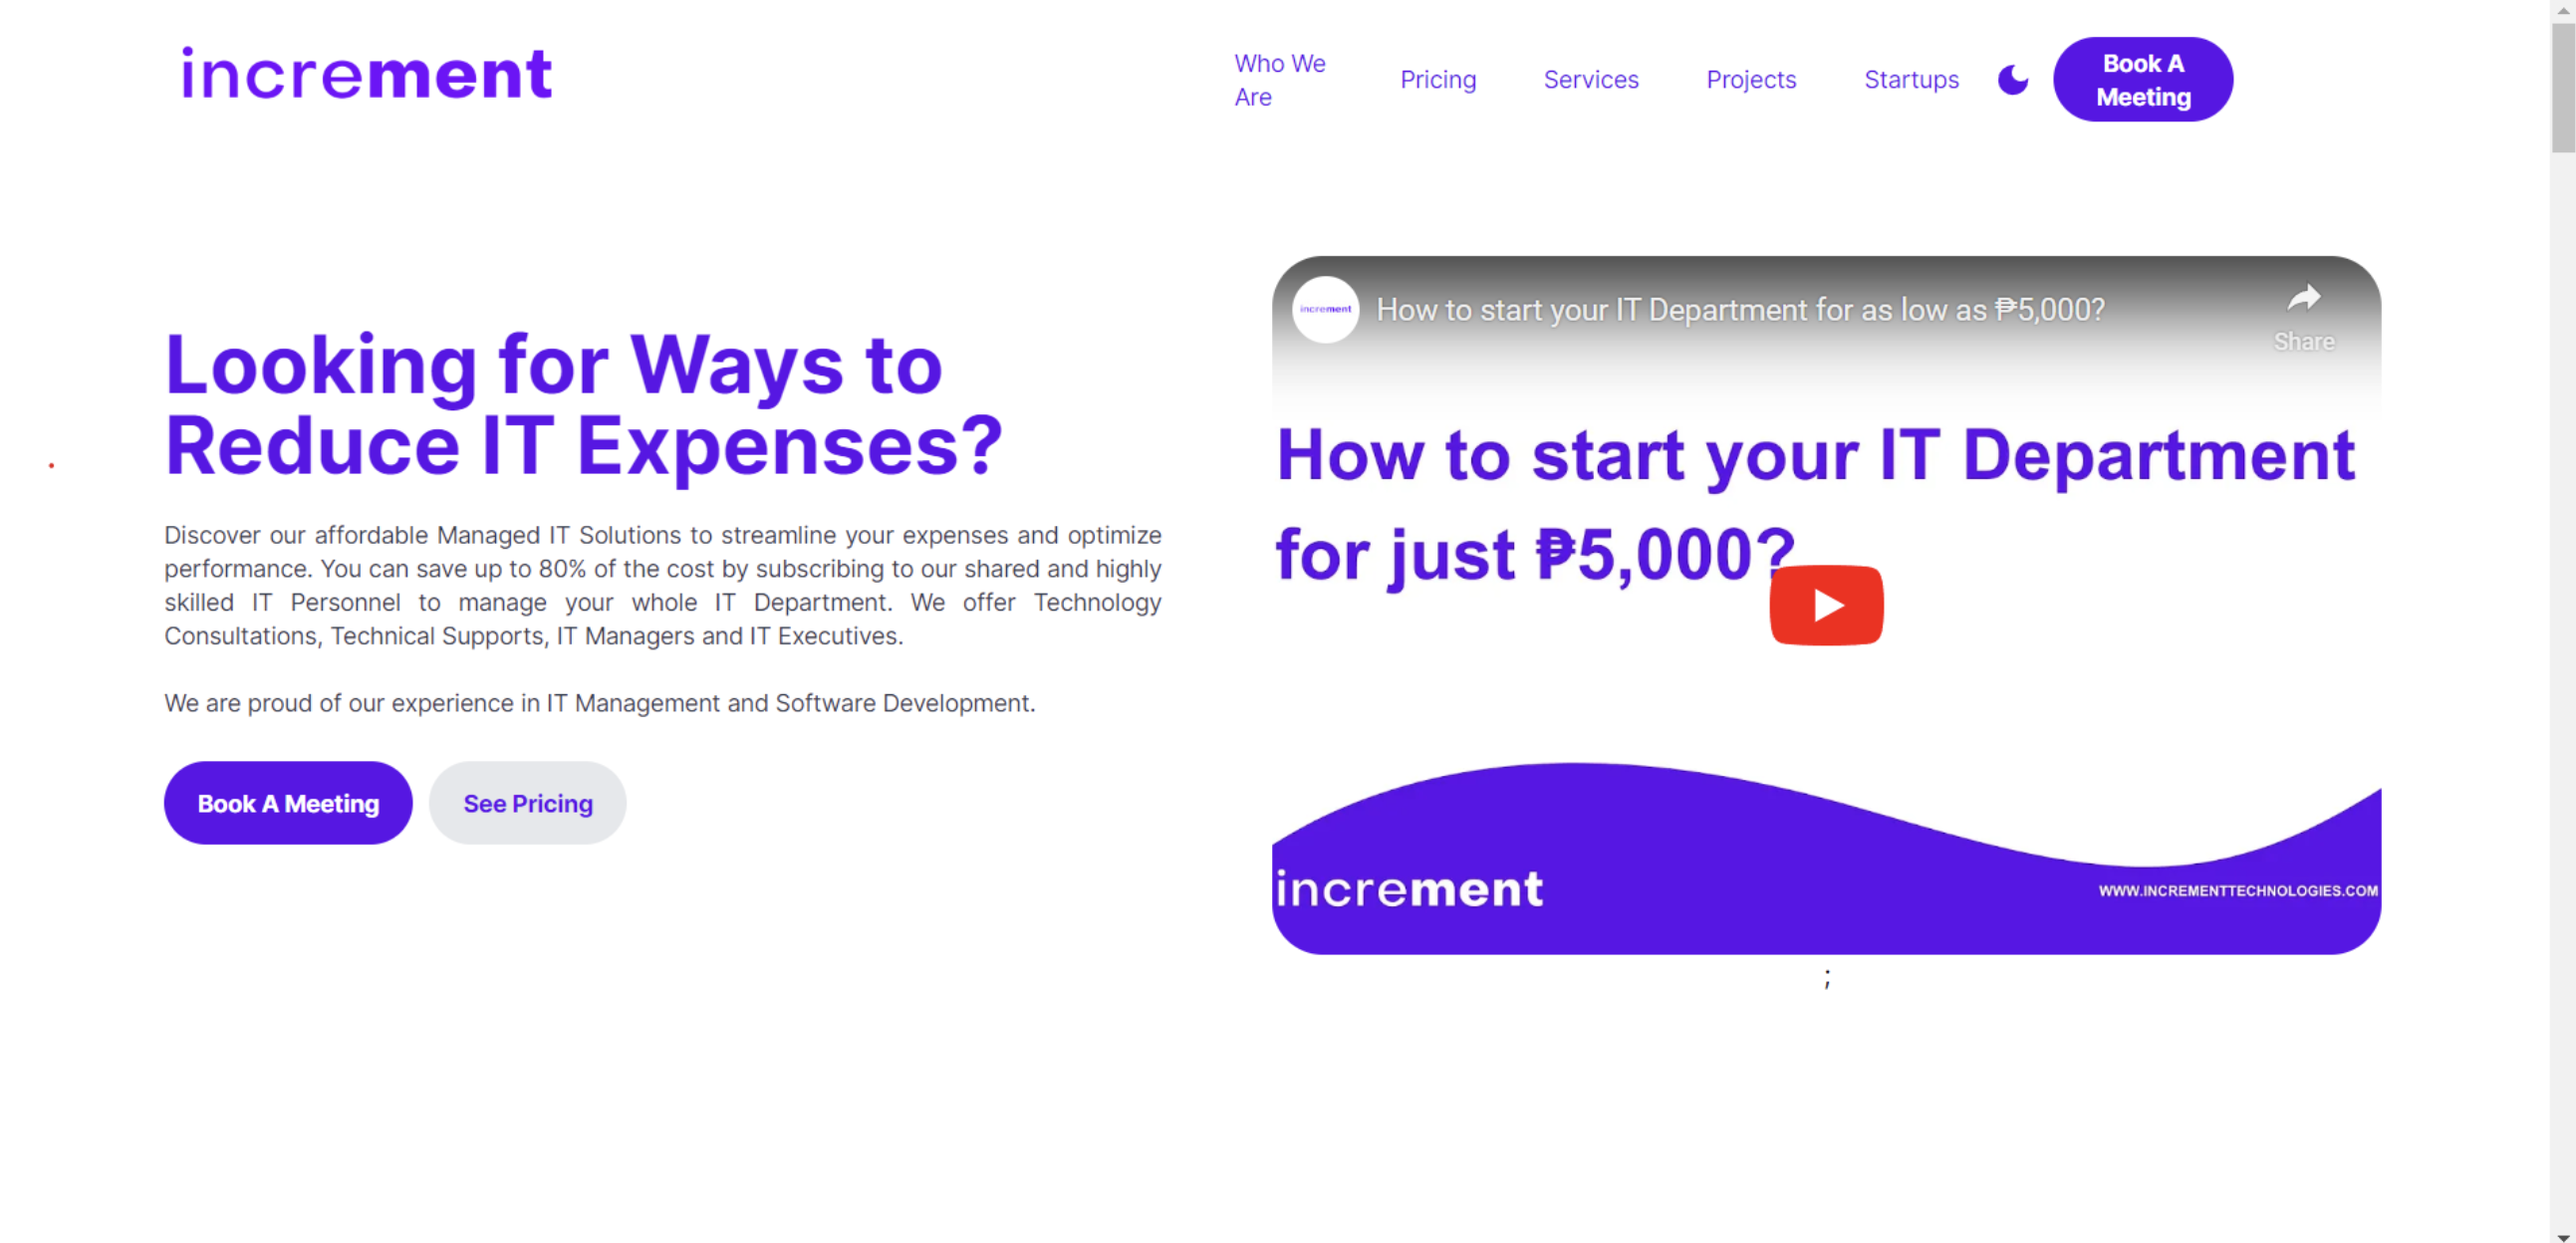 increment
Who We
Are
Pricing
Services
Projects
Startups
Book A
Meeting
Looking for Ways to
Reduce IT Expenses?
Discover our affordable Managed IT Solutions to streamline your expenses and optimize
performance. You can save up to 80% of the cost by subscribing to our shared and highly
skilled IT Personnel to manage your whole IT Department. We offer Technology
Consultations, Technical Supports, IT Managers and IT Executives.
We are proud of our experience in IT Management and Software Development.
Book A Meeting
See Pricing
increment
How to start your IT Department for as low as ₱5,000?
Share
How to start your IT Department
for just ₱5,000?
increment
WWW.INCREMENTTECHNOLOGIES.COM
;